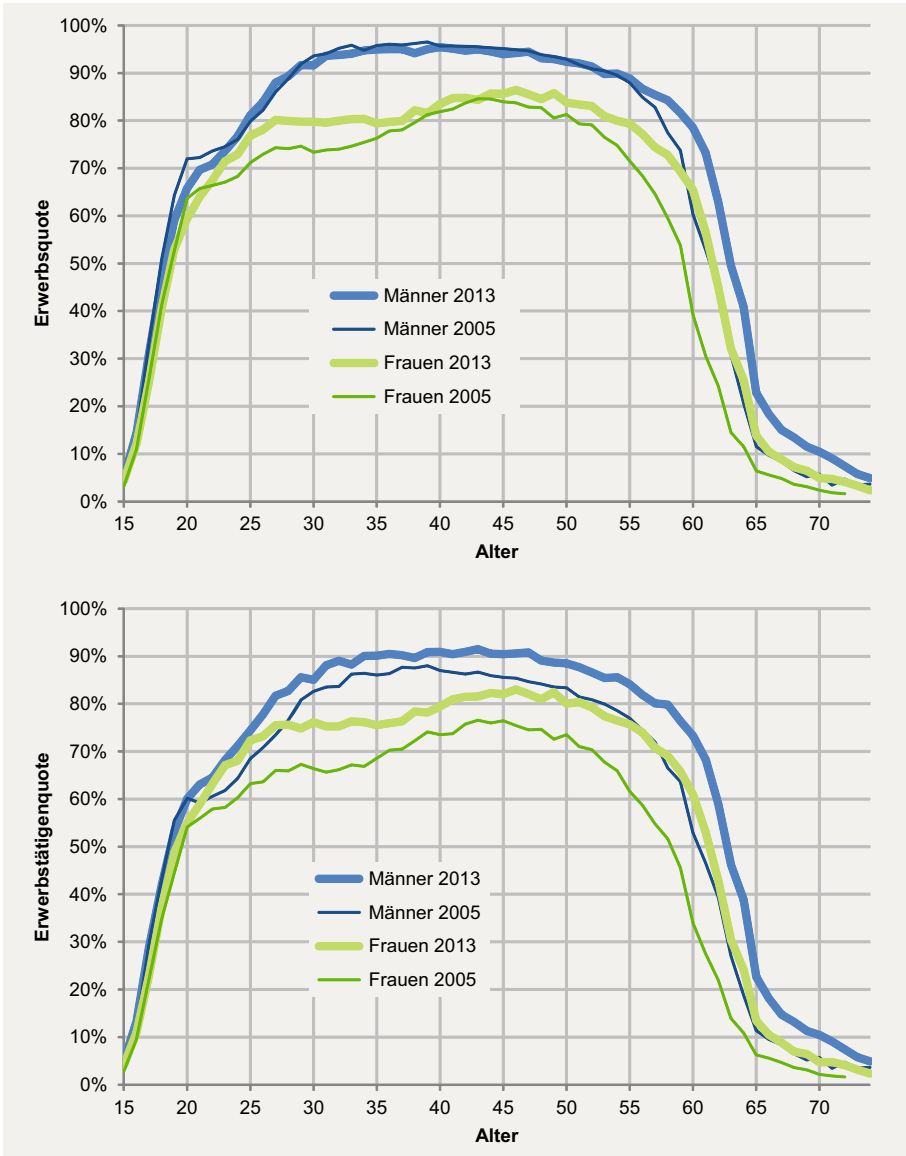 100%
90%
80%
70%
60%
50%
40%
30%
20%
10%
0%
Erwerbsquote
Männer 2013
Männer 2005
Frauen 2013
Frauen 2005
15 20 25 30 35 40 45 50 55 60 65 70
Alter
100%
90%
80%
70%
60%
50%
40%
30%
20%
10%
0%
Erwerbstätigenquote
Männer 2013
Männer 2005
Frauen 2013
Frauen 2005
15 20 25 30 35 40 45 50 55 60 65 70
Alter